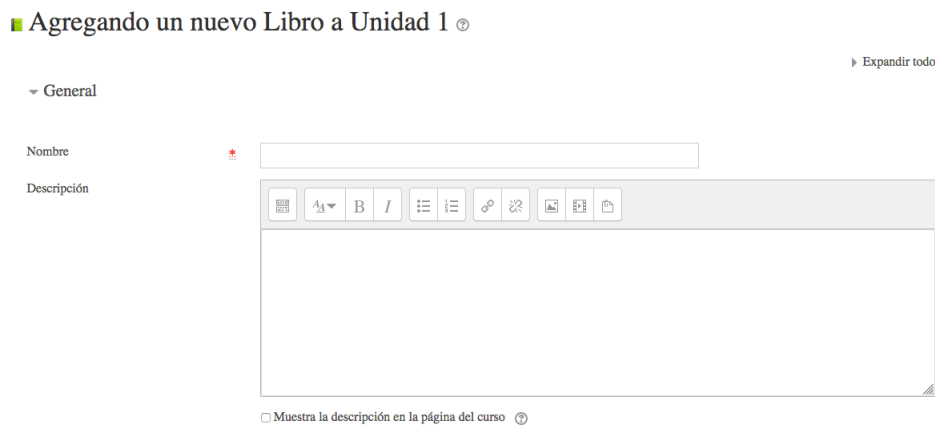 Agregando un nuevo Libro a Unidad 1
Expandir todo
General
Nombre *
Descripción
B I
Muestra la descripción en la página del curso